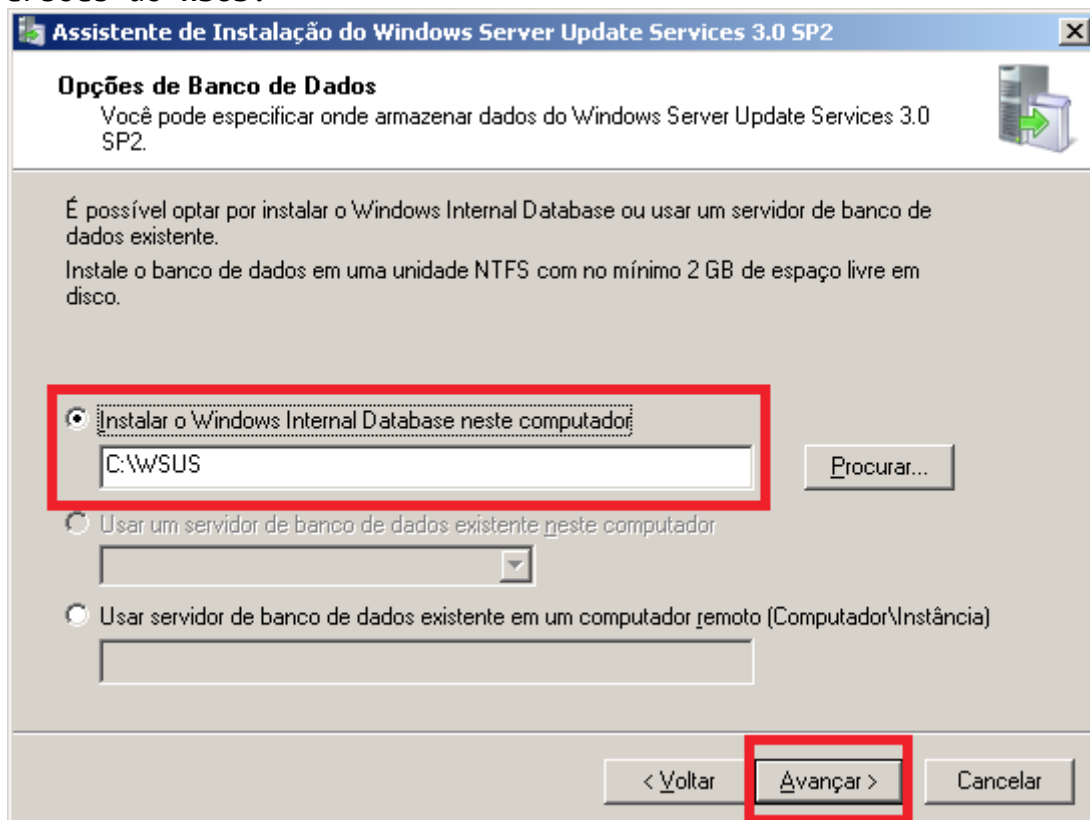 Assistente de Instalação do Windows Server Update Services 3.0 SP2
Opções de Banco de Dados
Você pode especificar onde armazenar dados do Windows Server Update Services 3.0
SP2.
É possível optar por instalar o Windows Internal Database ou usar um servidor de banco de
dados existente.
Instale o banco de dados em uma unidade NTFS com no mínimo 2 GB de espaço livre em
disco.
Instalar o Windows Internal Database neste computador
C:\WSUS
Procurar...
Usar um servidor de banco de dados existente neste computador
Usar servidor de banco de dados existente em um computador remoto (Computador\Instância)
< Voltar
Avançar >
Cancelar